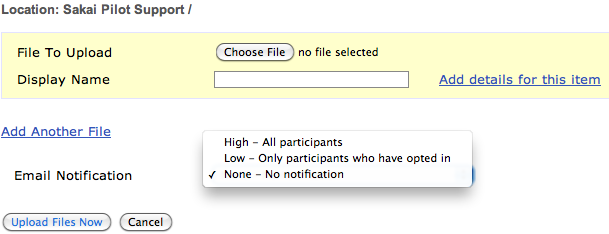 Location: Sakai Pilot Support /
File To Upload Choose File no file selected
Display Name Add details for this item
Add Another File
High – All participants
Low – Only participants who have opted in
Email Notification ✓ None – No notification
Upload Files Now Cancel